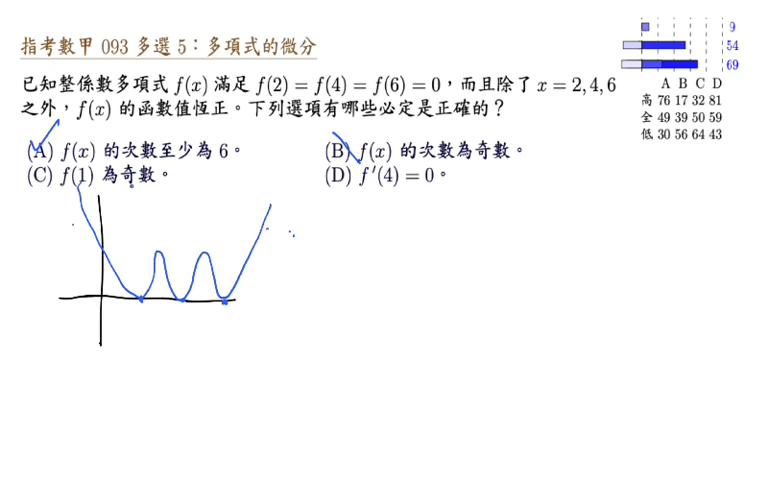 指考數甲 093 多選 5：多項式的微分
已知整係數多項式 f(x) 滿足 f(2) = f(4) = f(6) = 0，而且除了 x = 2, 4, 6
之外，f(x) 的函數值恆正。下列選項有哪些必定是正確的？
(A) f(x) 的次數至少為 6。
(B) f(x) 的次數為奇數。
(C) f(1) 為奇數。
(D) f′(4) = 0。
9
54
69
A B C D
高 76 17 32 81
全 49 39 50 59
低 30 56 64 43